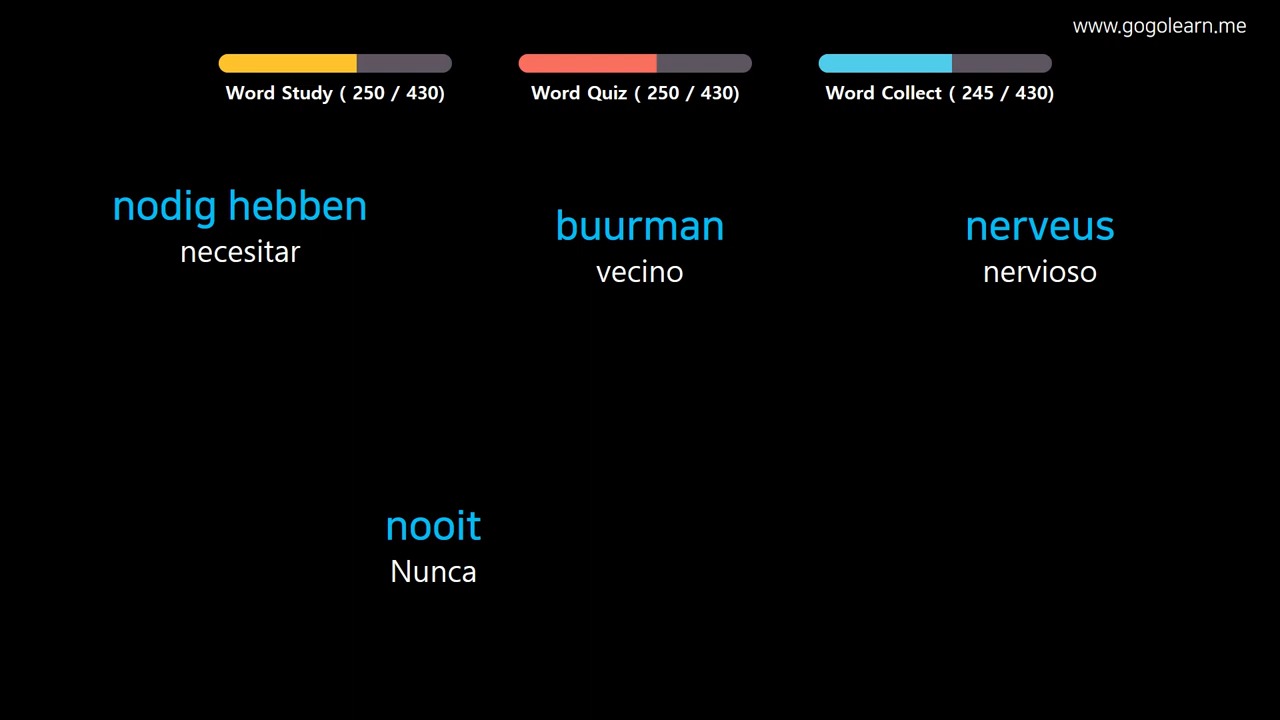 www.gogolearn.me
Word Study ( 250 / 430)
Word Quiz ( 250 / 430)
Word Collect ( 245 / 430)
nodig hebben
necesitar
buurman
vecino
nerveus
nervioso
nooit
Nunca